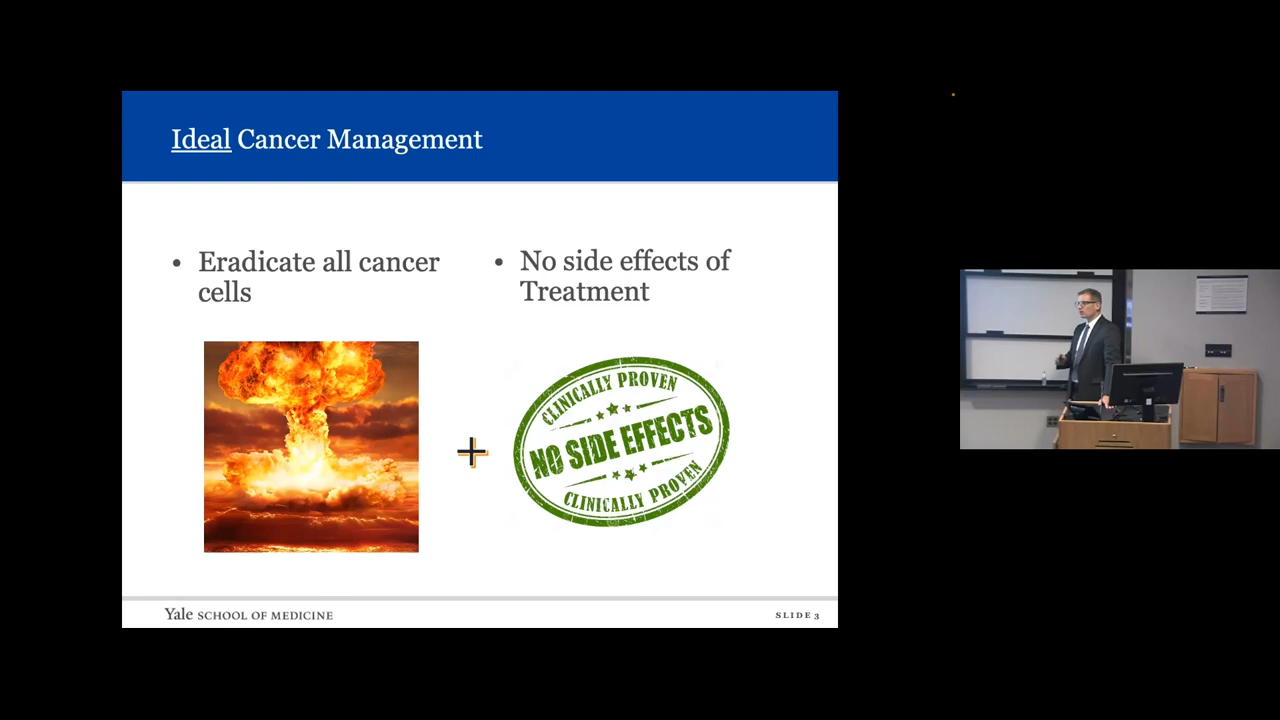 Ideal Cancer Management
• Eradicate all cancer
cells
• No side effects of
Treatment
CLINICALLY PROVEN
NO SIDE EFFECTS
CLINICALLY PROVEN
Yale SCHOOL OF MEDICINE
SLIDE 3